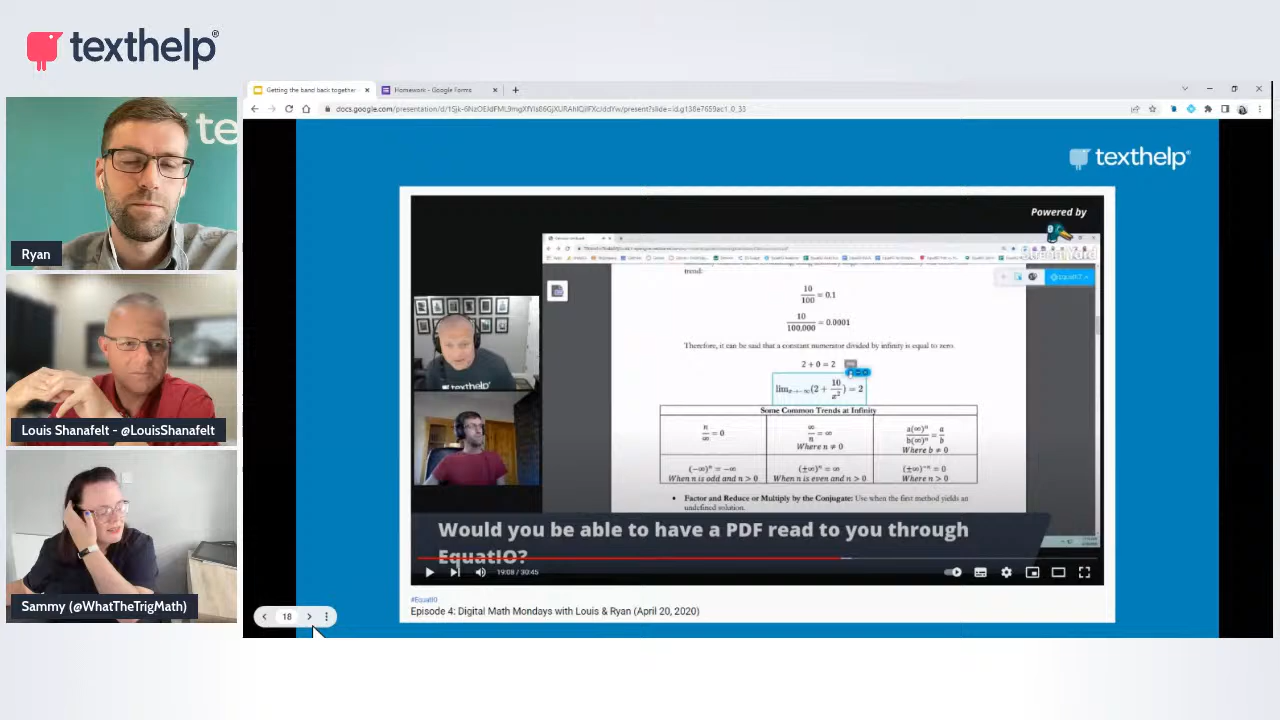 texthelp®
Ryan
Louis Shanafelt - @LouisShanafelt
Sammy (@WhatTheTrigMath)
Getting the band back together
Homework - Google Forms
texthelp®
Powered by
trend:
10/100 = 0.1
10/100,000 = 0.0001
Therefore, it can be said that a constant numerator divided by infinity is equal to zero.
2 + 0 = 2
Some Common Trends at Infinity
n/∞ = 0
∞/n = ∞
Where n ≠ 0
a(∞)ⁿ/b(∞)ⁿ = a/b
Where b ≠ 0
(−∞)ⁿ = −∞
When n is odd and n > 0
(±∞)ⁿ = ∞
When n is even and n > 0
(±∞)⁻ⁿ = 0
Where n > 0
• Factor and Reduce or Multiply by the Conjugate: Use when the first method yields an
undefined solution.
texthelp
Would you be able to have a PDF read to you through
EquatIO?
19:08 / 30:45
#EquatIO
Episode 4: Digital Math Mondays with Louis & Ryan (April 20, 2020)
18